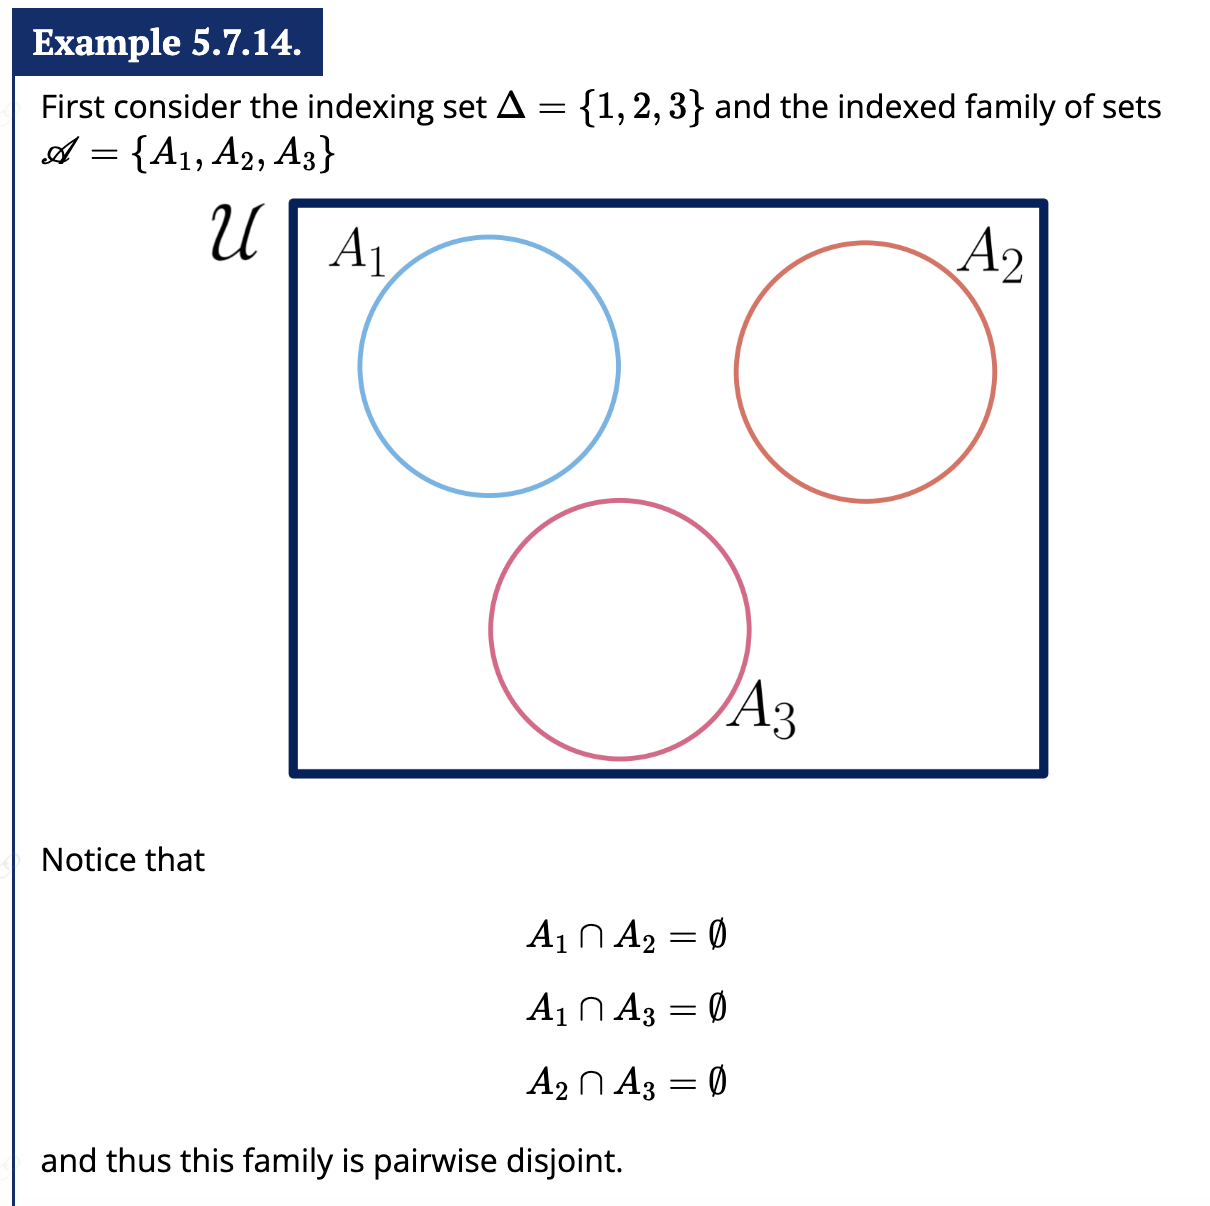 Example 5.7.14.
First consider the indexing set Δ = {1, 2, 3} and the indexed family of sets
𝒜 = {A₁, A₂, A₃}
𝒰 A₁ A₂
A₃
Notice that
A₁ ∩ A₂ = ∅
A₁ ∩ A₃ = ∅
A₂ ∩ A₃ = ∅
and thus this family is pairwise disjoint.